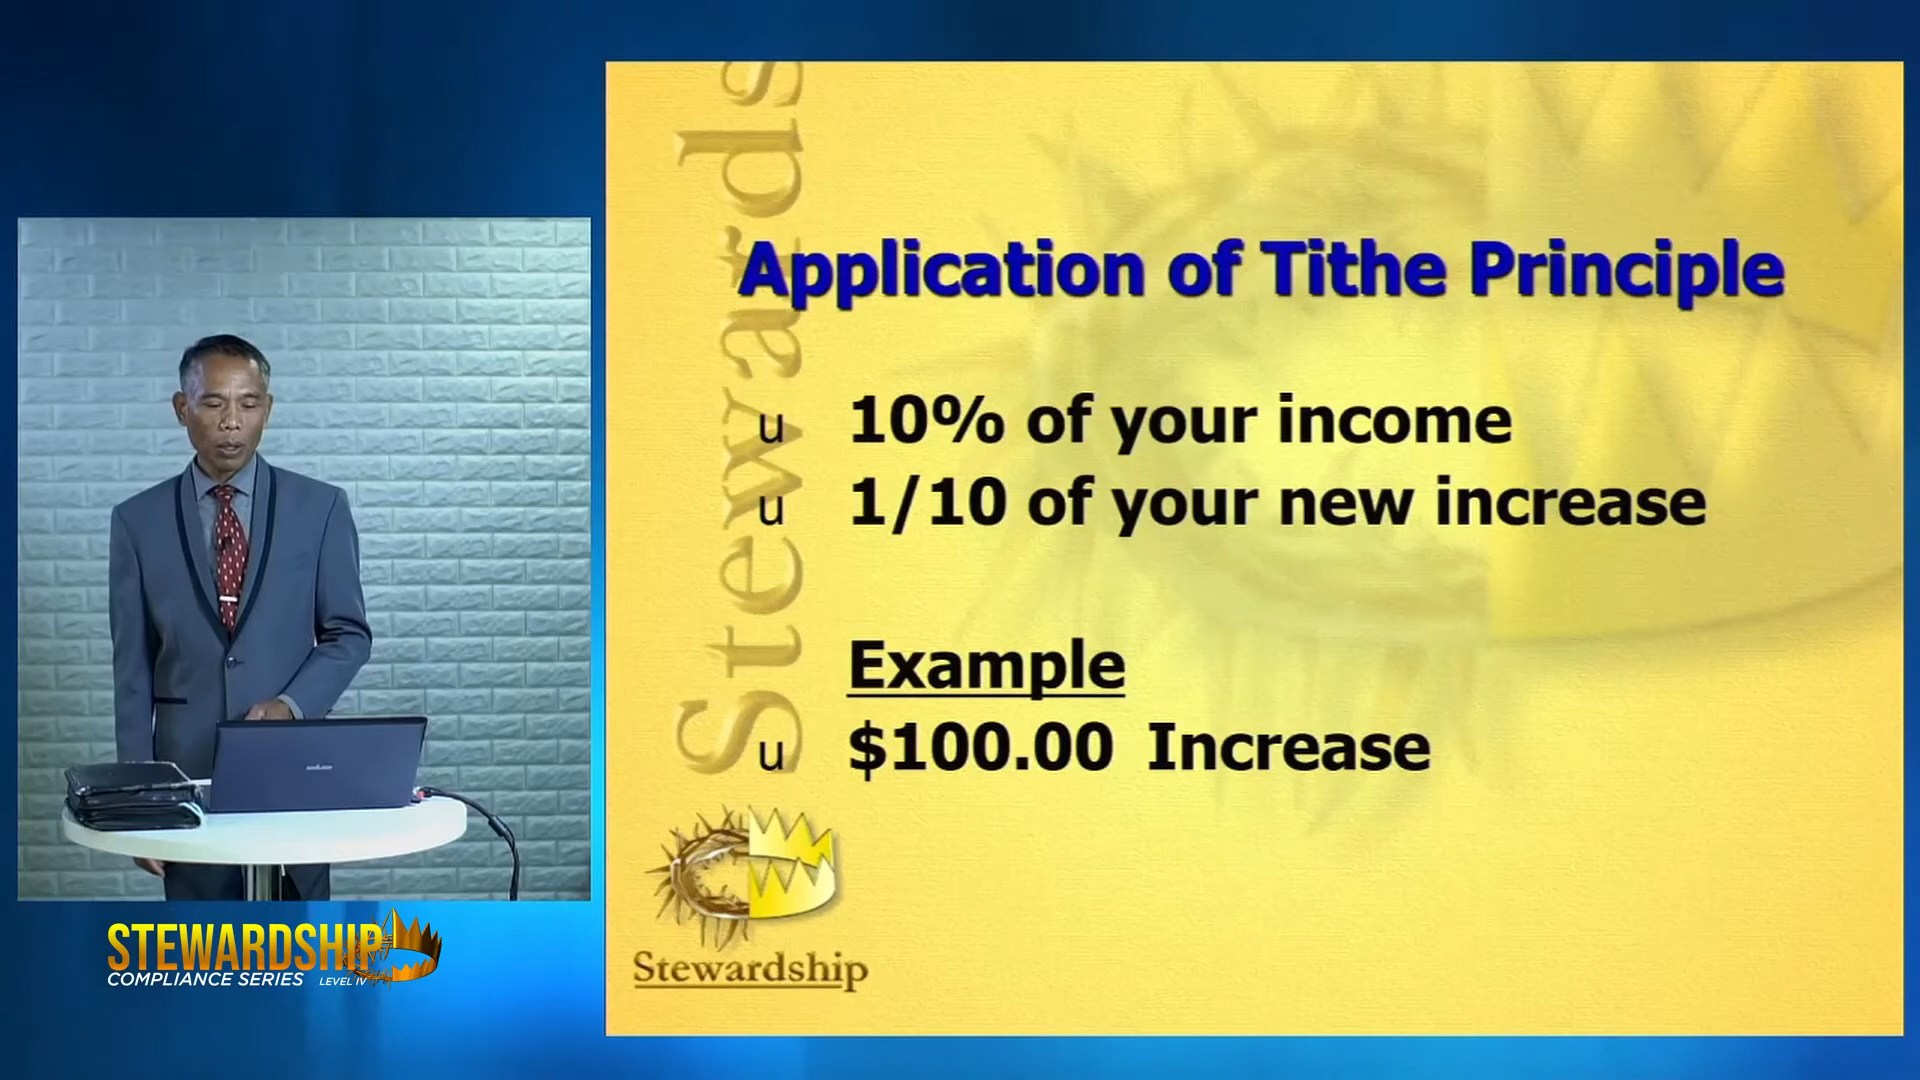 Stewards
Application of Tithe Principle
u 10% of your income
u 1/10 of your new increase
Example
u $100.00 Increase
Stewardship
STEWARDSHIP
COMPLIANCE SERIES LEVEL IV